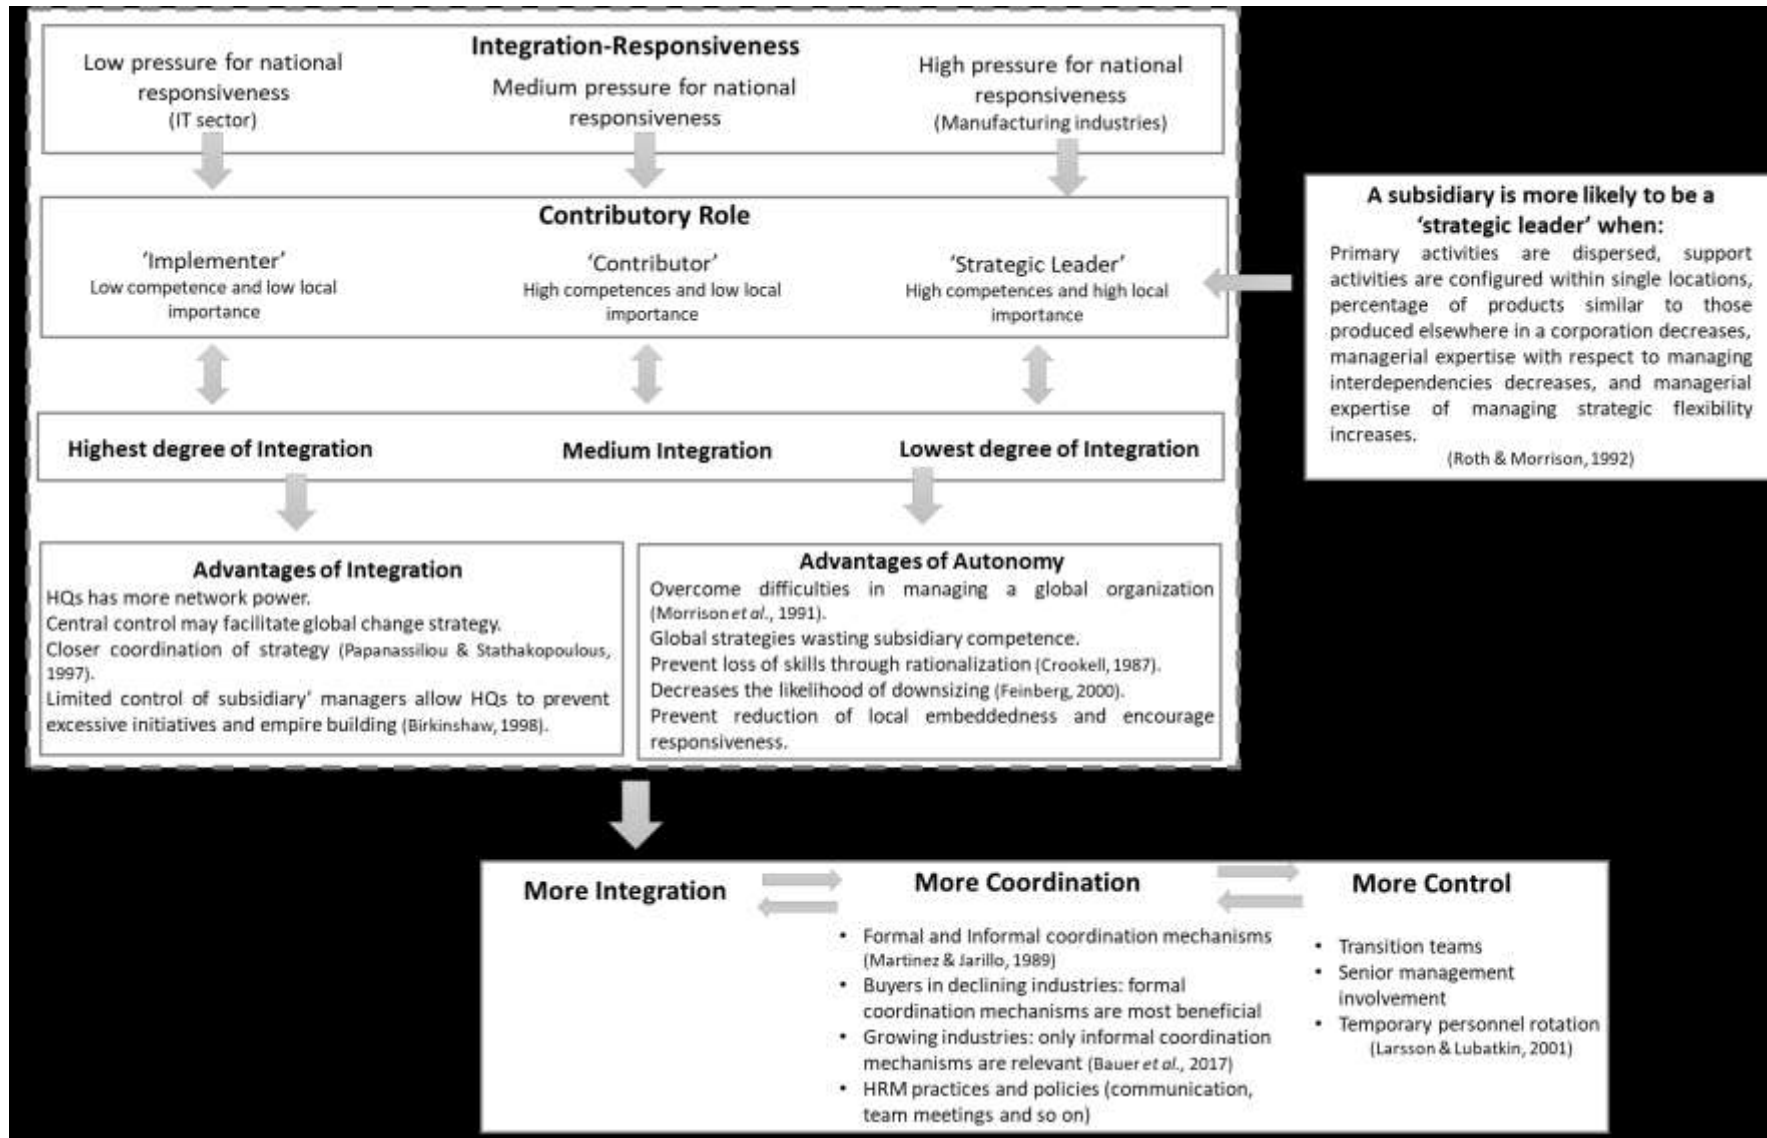 Integration-Responsiveness
Low pressure for national
responsiveness
(IT sector)
Medium pressure for national
responsiveness
High pressure for national
responsiveness
(Manufacturing industries)
Contributory Role
'Implementer'
Low competence and low local
importance
'Contributor'
High competences and low local
importance
'Strategic Leader'
High competences and high local
importance
A subsidiary is more likely to be a
'strategic leader' when:
Primary activities are dispersed, support
activities are configured within single locations,
percentage of products similar to those
produced elsewhere in a corporation decreases,
managerial expertise with respect to managing
interdependencies decreases, and managerial
expertise of managing strategic flexibility
increases.
(Roth & Morrison, 1992)
Highest degree of Integration
Medium Integration
Lowest degree of Integration
Advantages of Integration
HQs has more network power.
Central control may facilitate global change strategy.
Closer coordination of strategy (Papanassiliou & Stathakopoulous,
1997).
Limited control of subsidiary' managers allow HQs to prevent
excessive initiatives and empire building (Birkinshaw, 1998).
Advantages of Autonomy
Overcome difficulties in managing a global organization
(Morrison et al., 1991).
Global strategies wasting subsidiary competence.
Prevent loss of skills through rationalization (Crookell, 1987).
Decreases the likelihood of downsizing (Feinberg, 2000).
Prevent reduction of local embeddedness and encourage
responsiveness.
More Integration
More Coordination
• Formal and Informal coordination mechanisms
(Martinez & Jarillo, 1989)
• Buyers in declining industries: formal
coordination mechanisms are most beneficial
• Growing industries: only informal coordination
mechanisms are relevant (Bauer et al., 2017)
• HRM practices and policies (communication,
team meetings and so on)
More Control
• Transition teams
• Senior management
involvement
• Temporary personnel rotation
(Larsson & Lubatkin, 2001)